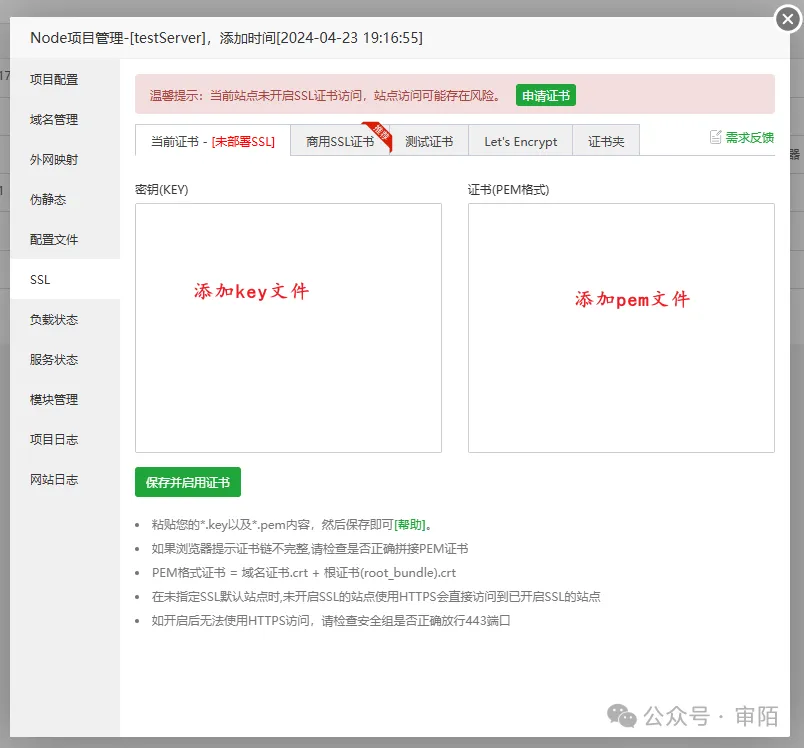 Node项目管理-[testServer]，添加时间[2024-04-23 19:16:55]
项目配置
域名管理
外网映射
伪静态
配置文件
SSL
负载状态
服务状态
模块管理
项目日志
网站日志
温馨提示：当前站点未开启SSL证书访问，站点访问可能存在风险。 申请证书
当前证书 - [未部署SSL] 商用SSL证书 推荐 测试证书 Let's Encrypt 证书夹 需求反馈
密钥(KEY) 证书(PEM格式)
添加key文件 添加pem文件
保存并启用证书
粘贴您的*.key以及*.pem内容，然后保存即可[帮助]。
如果浏览器提示证书链不完整,请检查是否正确拼接PEM证书
PEM格式证书 = 域名证书.crt + 根证书(root_bundle).crt
在未指定SSL默认站点时,未开启SSL的站点使用HTTPS会直接访问到已开启SSL的站点
如开启后无法使用HTTPS访问，请检查安全组是否正确放行443端口
公众号 · 审陌
17
1
器